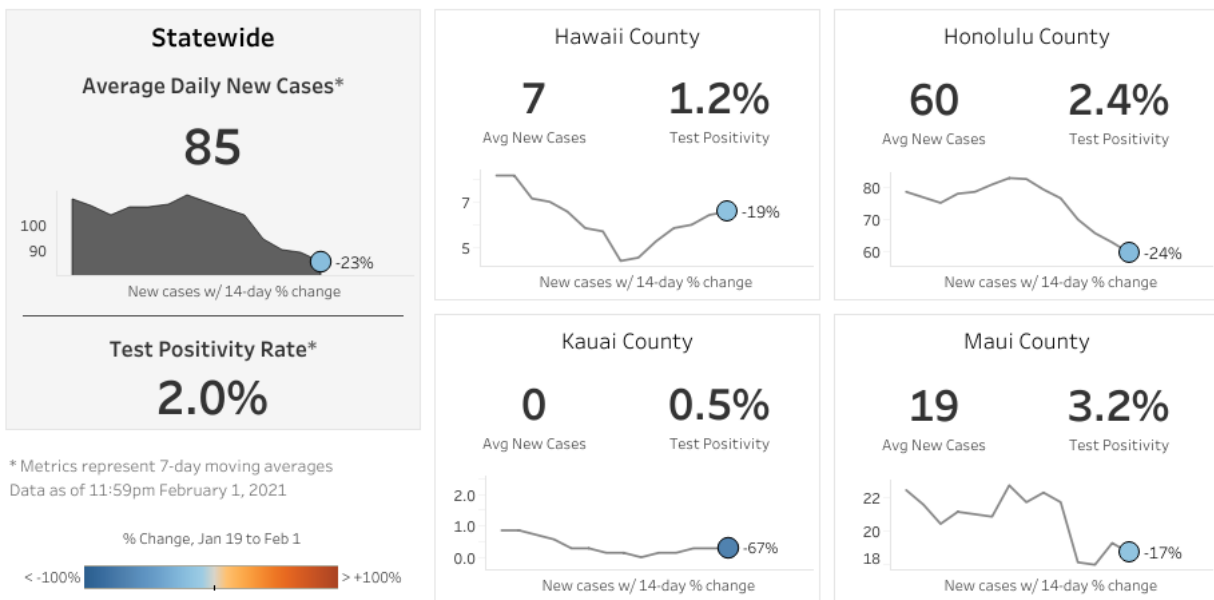 Statewide
Average Daily New Cases*
85
100
90
-23%
New cases w/ 14-day % change
Test Positivity Rate*
2.0%
* Metrics represent 7-day moving averages
Data as of 11:59pm February 1, 2021
% Change, Jan 19 to Feb 1
< -100% > +100%
Hawaii County
7 1.2%
Avg New Cases Test Positivity
7
5
-19%
New cases w/ 14-day % change
Honolulu County
60 2.4%
Avg New Cases Test Positivity
80
70
60
-24%
New cases w/ 14-day % change
Kauai County
0 0.5%
Avg New Cases Test Positivity
2.0
1.0
0.0
-67%
New cases w/ 14-day % change
Maui County
19 3.2%
Avg New Cases Test Positivity
22
20
18
-17%
New cases w/ 14-day % change